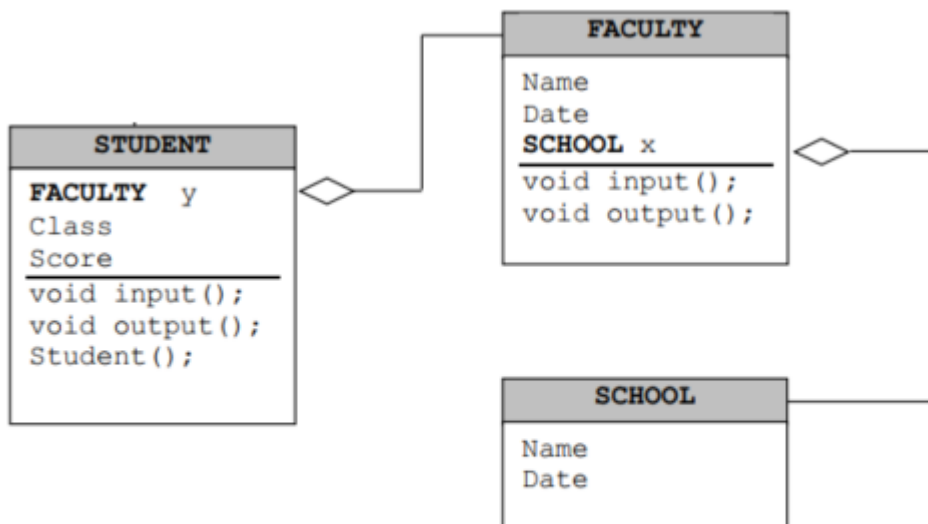 STUDENT
FACULTY y
Class
Score
void input();
void output();
Student();
FACULTY
Name
Date
SCHOOL x
void input();
void output();
SCHOOL
Name
Date